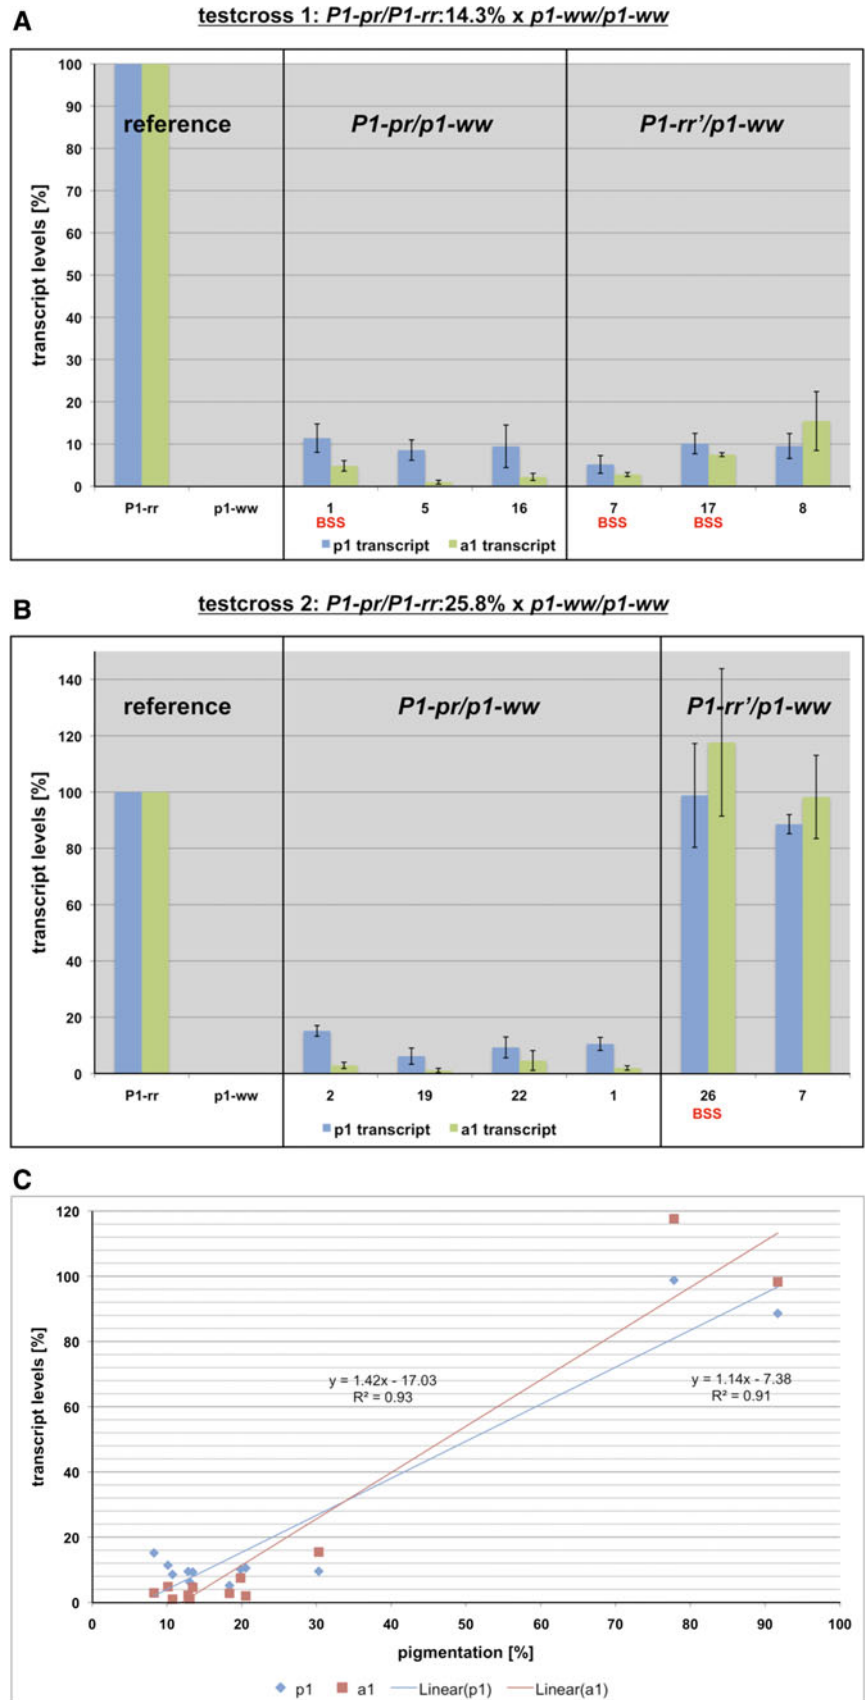 A
testcross 1: P1-pr/P1-rr:14.3% x p1-ww/p1-ww
transcript levels [%]
100
90
80
70
60
50
40
30
20
10
0
reference
P1-pr/p1-ww
P1-rr'/p1-ww
P1-rr
p1-ww
1
5
16
7
17
8
BSS
BSS
BSS
p1 transcript
a1 transcript
B
testcross 2: P1-pr/P1-rr:25.8% x p1-ww/p1-ww
transcript levels [%]
140
120
100
80
60
40
20
0
reference
P1-pr/p1-ww
P1-rr'/p1-ww
P1-rr
p1-ww
2
19
22
1
26
7
BSS
p1 transcript
a1 transcript
C
transcript levels [%]
120
100
80
60
40
20
0
y = 1.42x - 17.03
R² = 0.93
y = 1.14x - 7.38
R² = 0.91
0
10
20
30
40
50
60
70
80
90
100
pigmentation [%]
p1
a1
Linear(p1)
Linear(a1)